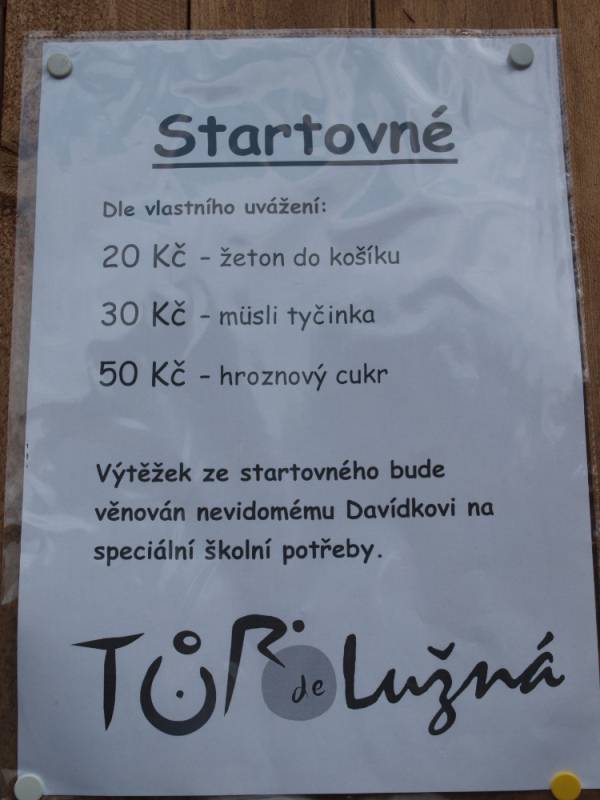 Startovné
Dle vlastního uvážení:
20 Kč - žeton do košíku
30 Kč - müsli tyčinka
50 Kč - hroznový cukr
Výtěžek ze startovného bude
věnován nevidomému Davídkovi na
speciální školní potřeby.
TŮR de Lužná